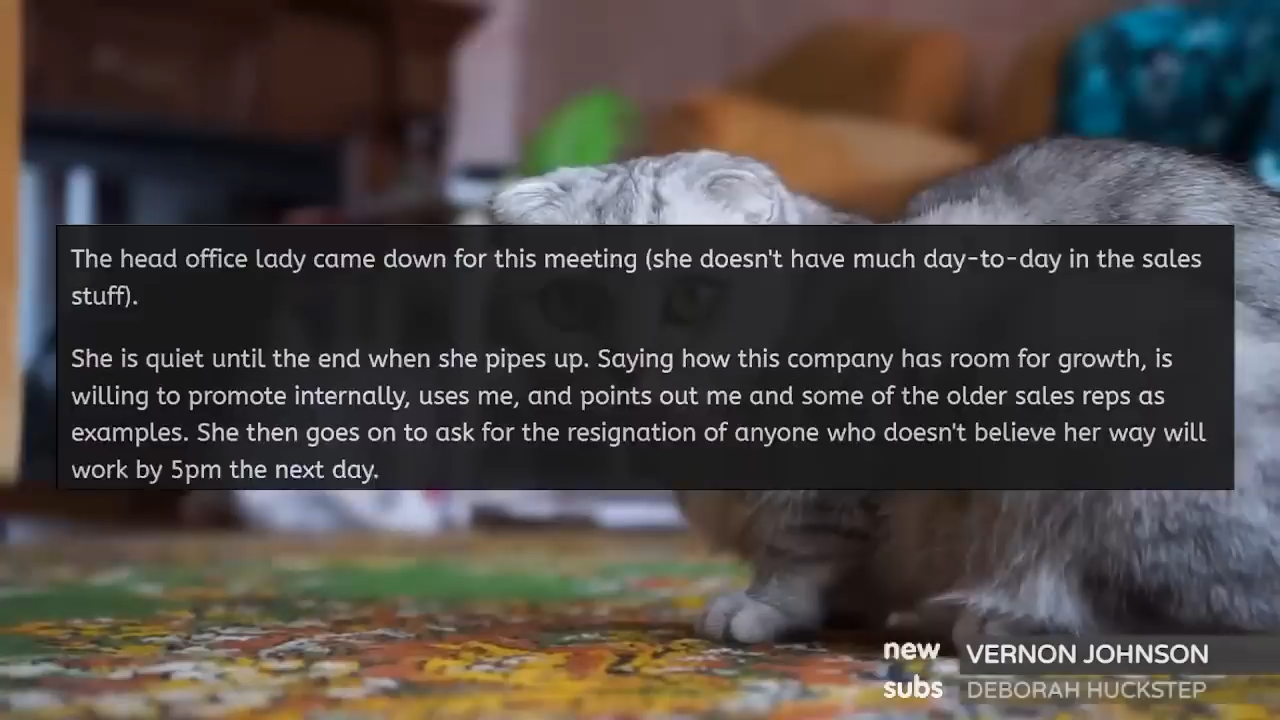 The head office lady came down for this meeting (she doesn't have much day-to-day in the sales
stuff).
She is quiet until the end when she pipes up. Saying how this company has room for growth, is
willing to promote internally, uses me, and points out me and some of the older sales reps as
examples. She then goes on to ask for the resignation of anyone who doesn't believe her way will
work by 5pm the next day.
new
subs
VERNON JOHNSON
DEBORAH HUCKSTEP